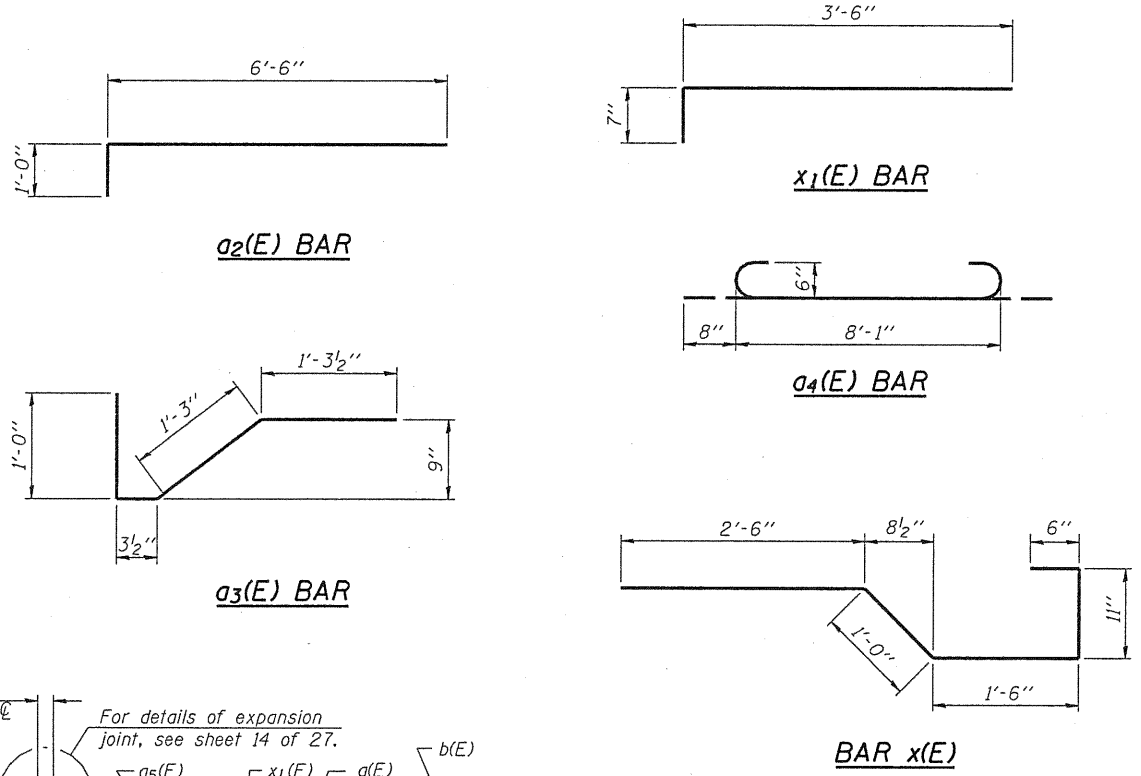 3'-6"
6'-6"
7"
1'-0"
x1(E) BAR
a2(E) BAR
6"
8"
8'-1"
a4(E) BAR
1'-3½"
1'-3"
1'-0"
9"
3½"
a3(E) BAR
2'-6"
8½"
6"
1'-0"
11"
1'-6"
BAR x(E)
℄
For details of expansion
joint, see sheet 14 of 27.
b(E)
a5(E)
x1(E)
a(E)